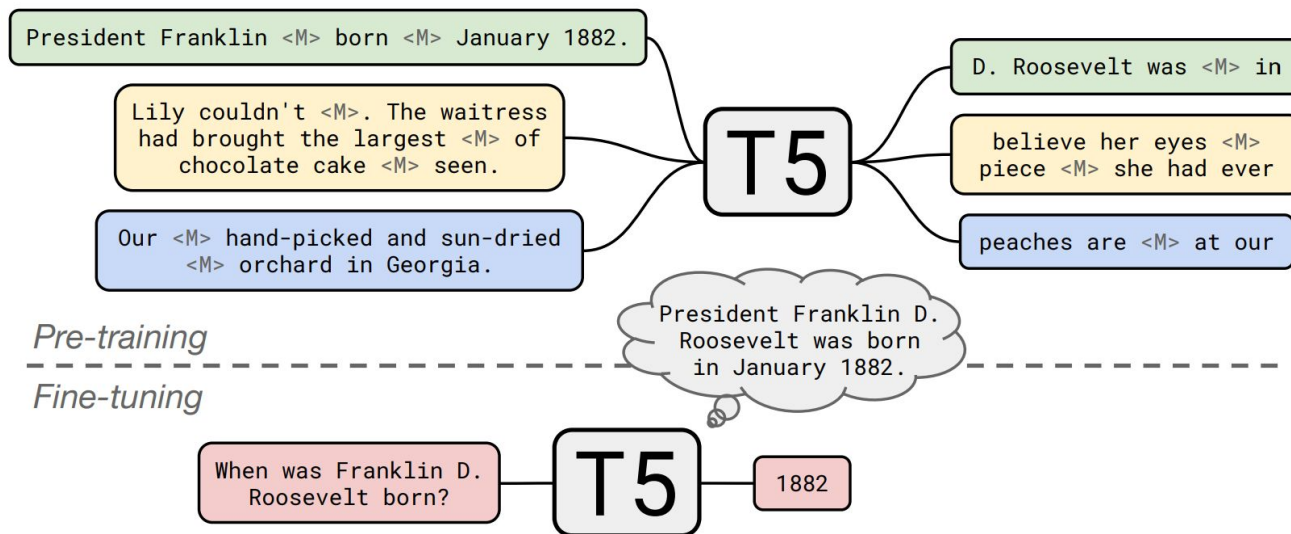 President Franklin <M> born <M> January 1882.
D. Roosevelt was <M> in
Lily couldn't <M>. The waitress
had brought the largest <M> of
chocolate cake <M> seen.
believe her eyes <M>
piece <M> she had ever
T5
Our <M> hand-picked and sun-dried
<M> orchard in Georgia.
peaches are <M> at our
President Franklin D.
Roosevelt was born
in January 1882.
Pre-training
Fine-tuning
When was Franklin D.
Roosevelt born?
T5
1882